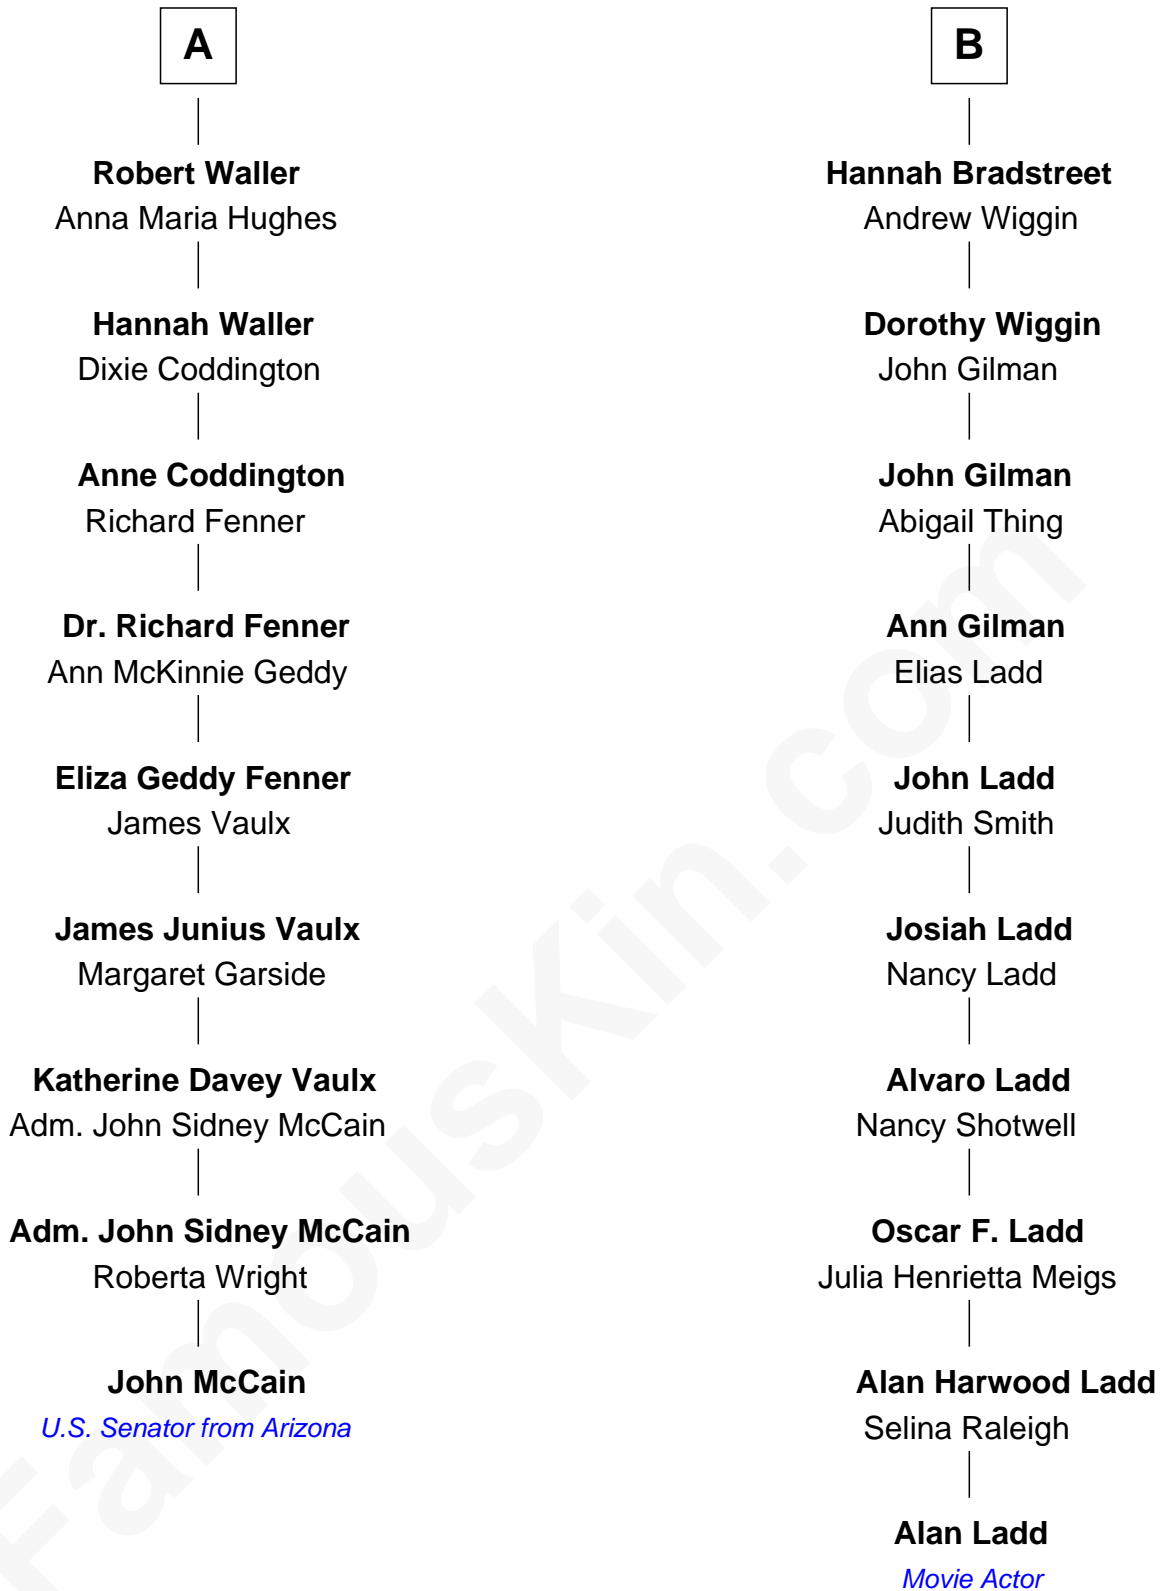 A
Robert Waller
Anna Maria Hughes
Hannah Waller
Dixie Coddington
Anne Coddington
Richard Fenner
Dr. Richard Fenner
Ann McKinnie Geddy
Eliza Geddy Fenner
James Vaulx
James Junius Vaulx
Margaret Garside
Katherine Davey Vaulx
Adm. John Sidney McCain
Adm. John Sidney McCain
Roberta Wright
John McCain
U.S. Senator from Arizona
B
Hannah Bradstreet
Andrew Wiggin
Dorothy Wiggin
John Gilman
John Gilman
Abigail Thing
Ann Gilman
Elias Ladd
John Ladd
Judith Smith
Josiah Ladd
Nancy Ladd
Alvaro Ladd
Nancy Shotwell
Oscar F. Ladd
Julia Henrietta Meigs
Alan Harwood Ladd
Selina Raleigh
Alan Ladd
Movie Actor
FamousKin.com